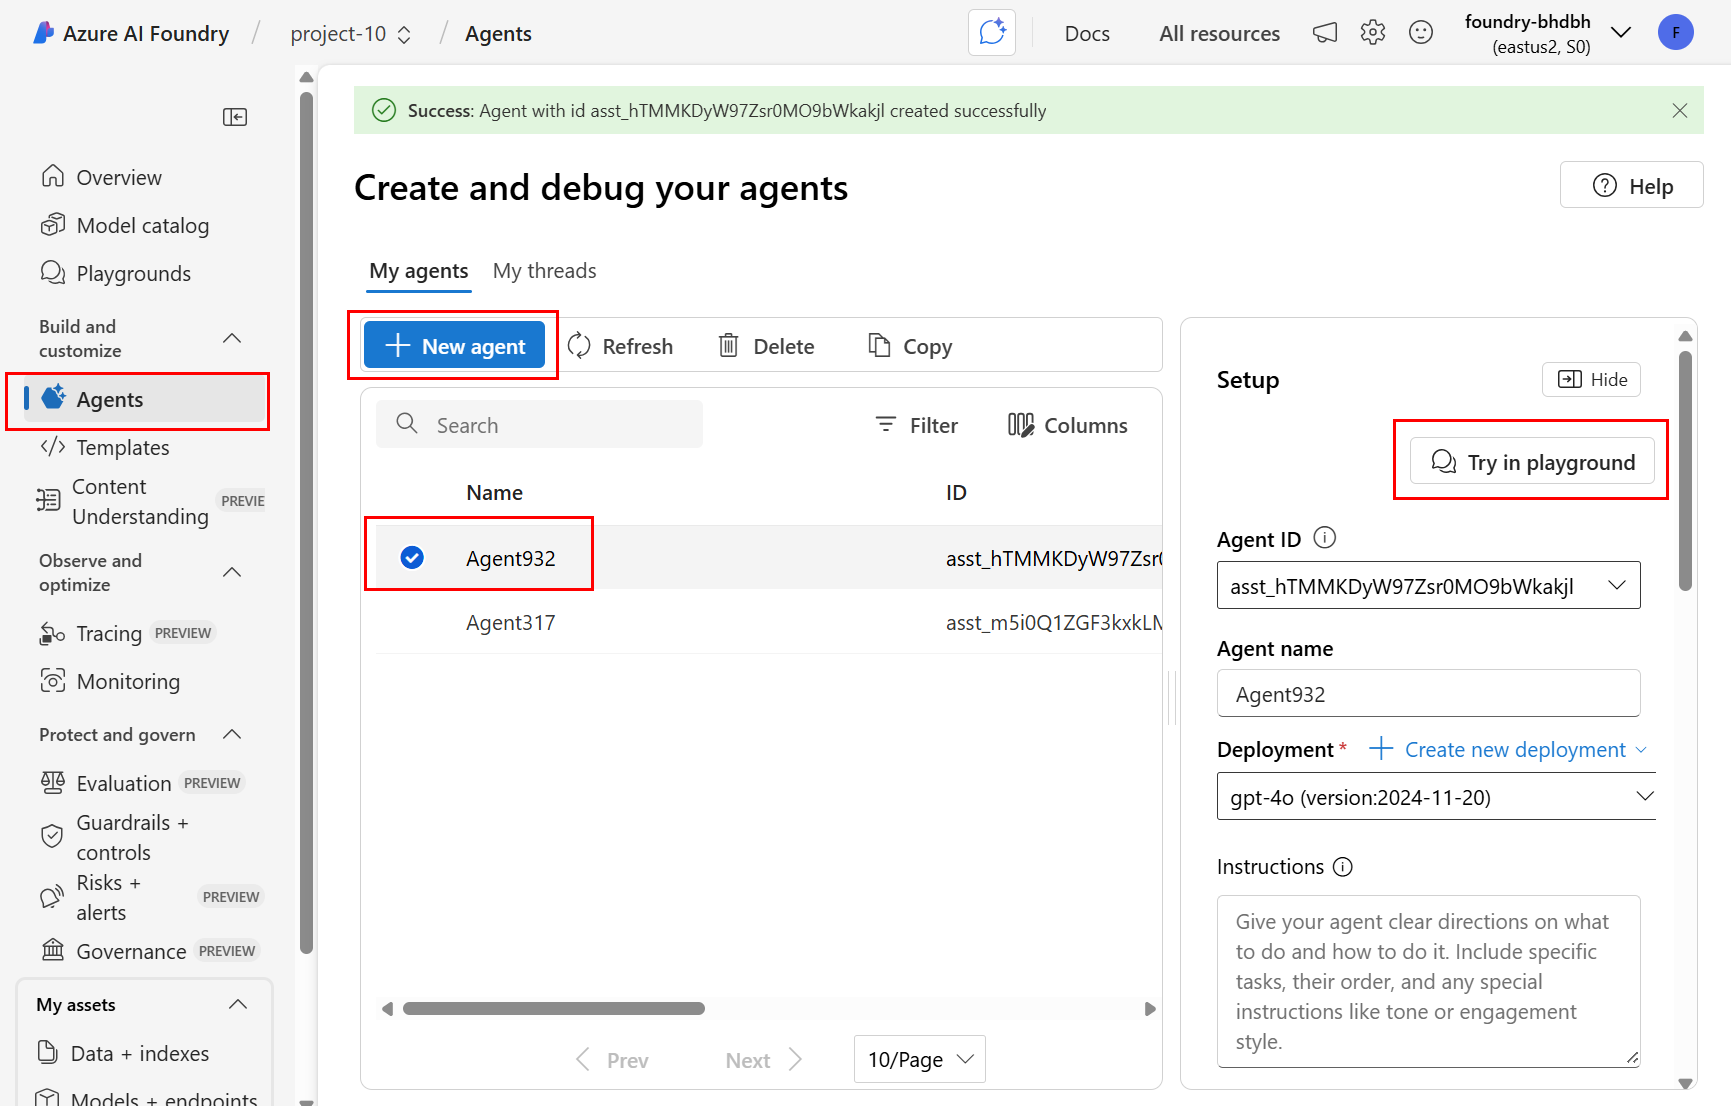 Azure AI Foundry / project-10 / Agents
Docs
All resources
foundry-bhdbh
(eastus2, S0)
F
Overview
Model catalog
Playgrounds
Build and
customize
Agents
Templates
Content
Understanding
PREVIE
Observe and
optimize
Tracing PREVIEW
Monitoring
Protect and govern
Evaluation PREVIEW
Guardrails +
controls
Risks +
alerts
PREVIEW
Governance PREVIEW
My assets
Data + indexes
Models + endpoints
Success: Agent with id asst_hTMMKDyW97Zsr0MO9bWkakjl created successfully
Create and debug your agents
Help
My agents
My threads
New agent
Refresh
Delete
Copy
Search
Filter
Columns
Name
ID
Agent932
asst_hTMMKDyW97Zsr
Agent317
asst_m5i0Q1ZGF3kxkL
Prev
Next
10/Page
Setup
Hide
Try in playground
Agent ID
asst_hTMMKDyW97Zsr0MO9bWkakjl
Agent name
Agent932
Deployment *
Create new deployment
gpt-4o (version:2024-11-20)
Instructions
Give your agent clear directions on what
to do and how to do it. Include specific
tasks, their order, and any special
instructions like tone or engagement
style.